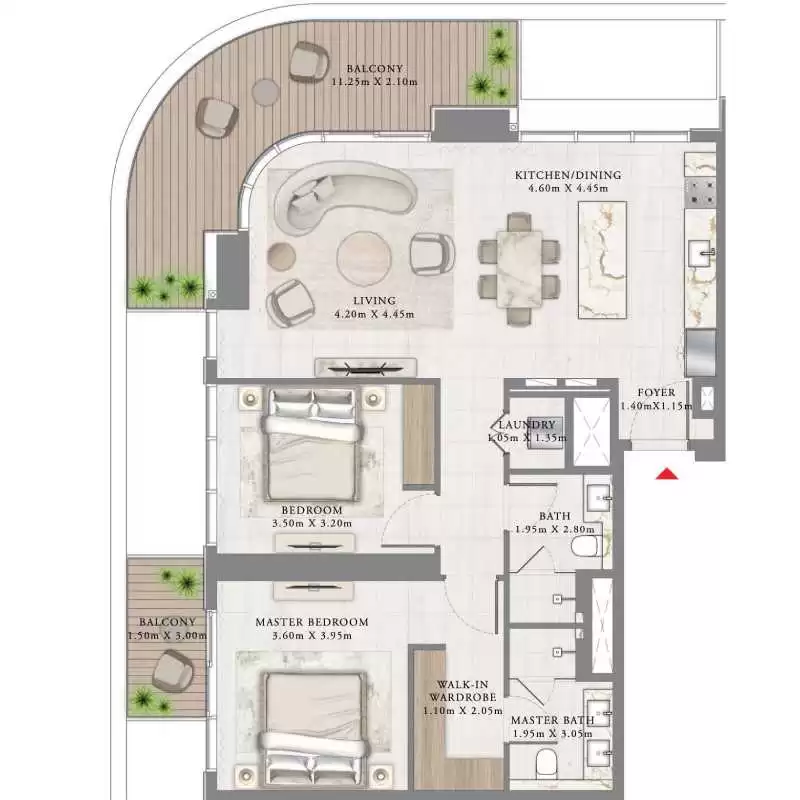 BALCONY
11.25m X 2.10m
KITCHEN/DINING
4.60m X 4.45m
LIVING
4.20m X 4.45m
FOYER
1.40mX1.15m
LAUNDRY
1.05m X 1.35m
BEDROOM
3.50m X 3.20m
BATH
1.95m X 2.80m
BALCONY
1.50m X 3.00m
MASTER BEDROOM
3.60m X 3.95m
WALK-IN
WARDROBE
1.10m X 2.05m
MASTER BATH
1.95m X 3.05m